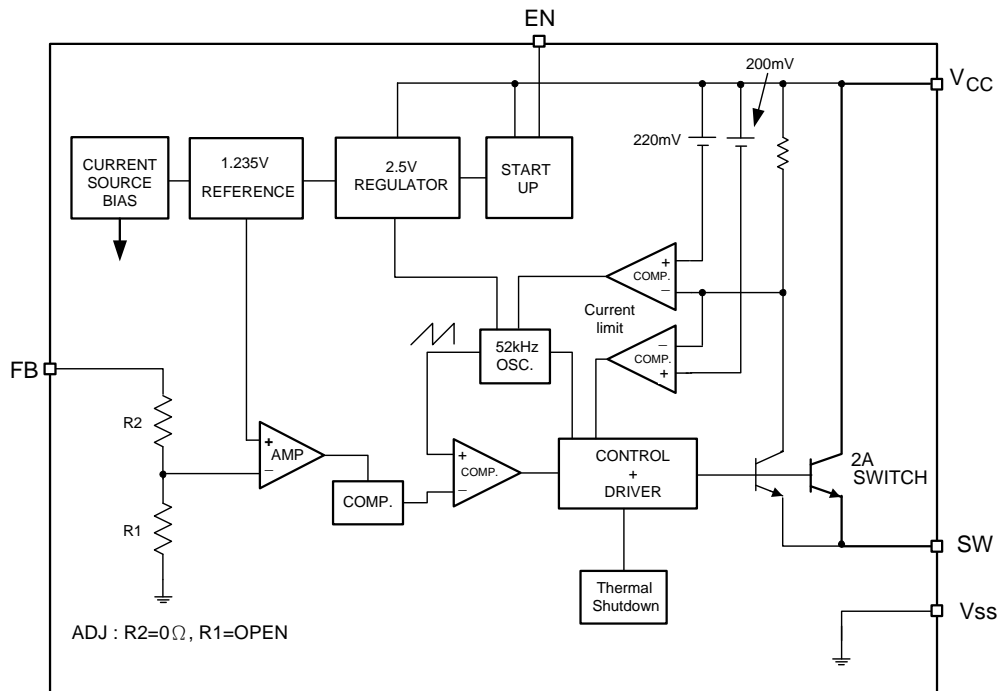 EN
200mV
V CC
220mV
CURRENT
SOURCE
BIAS
1.235V
REFERENCE
2.5V
REGULATOR
START
UP
+
COMP.
−
Current
limit
−
COMP.
+
52kHz
OSC.
FB
R2
+
AMP
−
+
COMP.
−
COMP.
CONTROL
+
DRIVER
2A
SWITCH
R1
SW
Thermal
Shutdown
Vss
ADJ : R2=0Ω, R1=OPEN